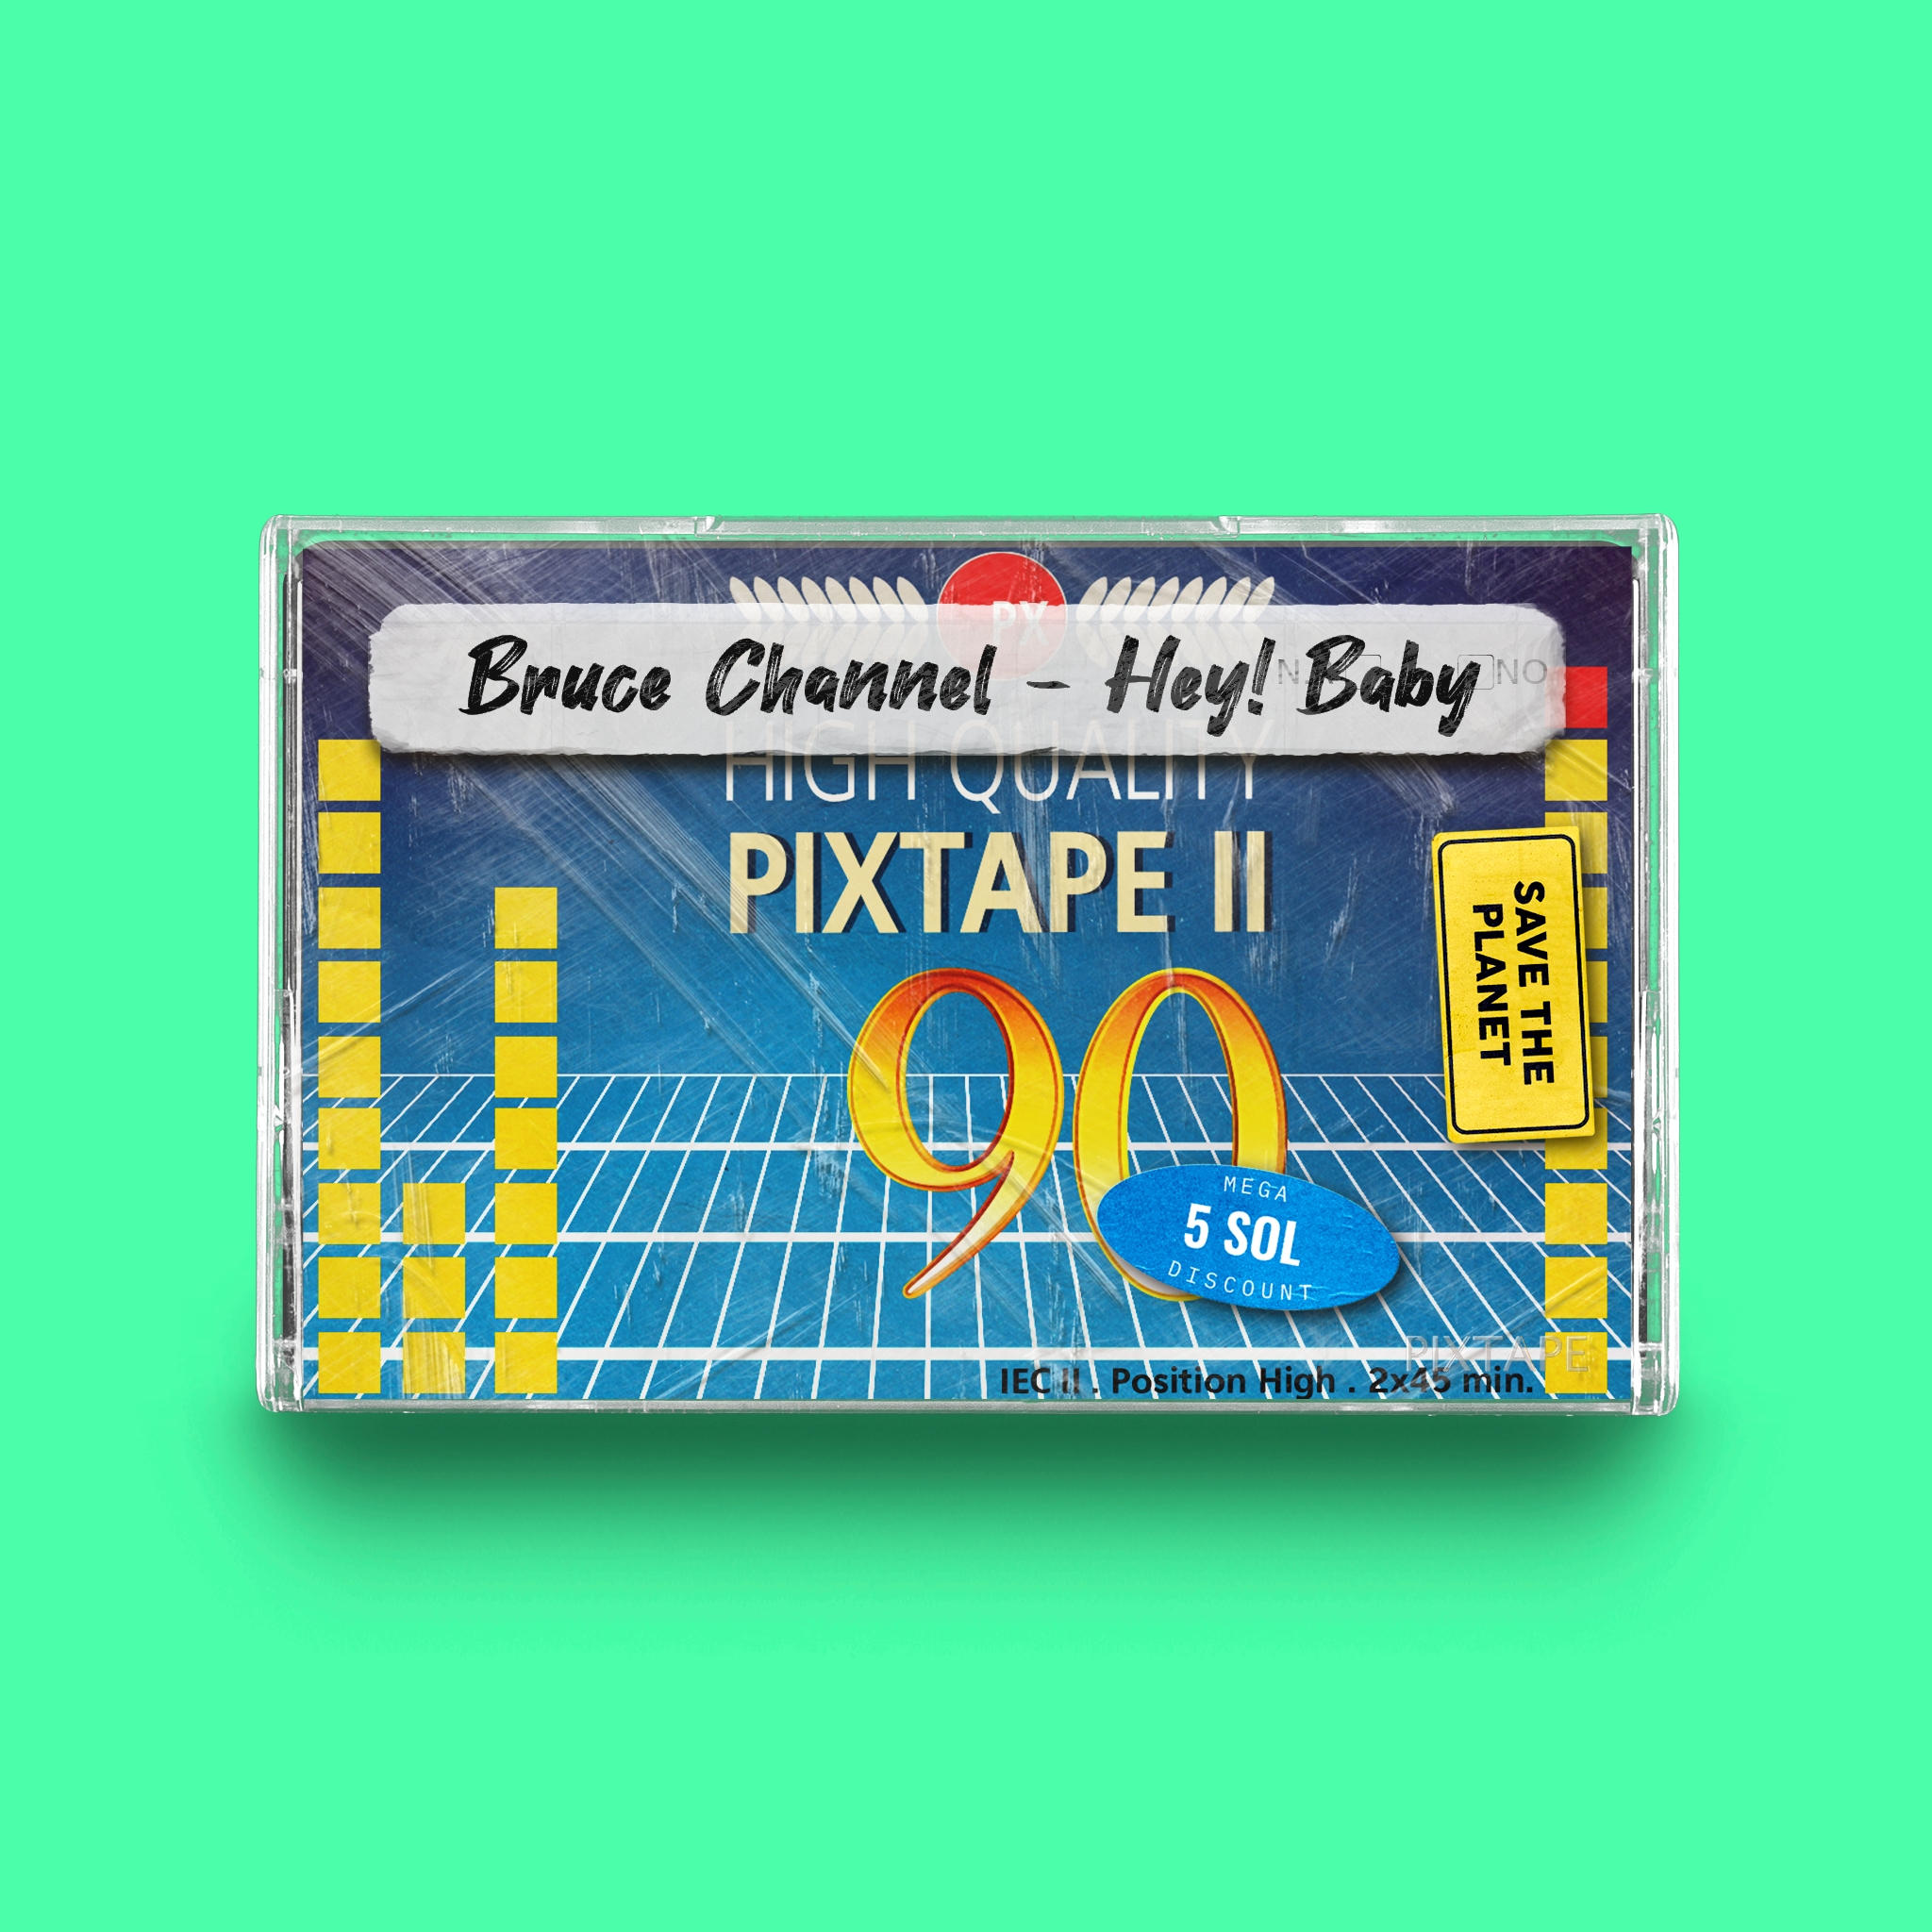 PX
Bruce Channel - Hey! Baby
NO
HIGH QUALITY
PIXTAPE II
90
SAVE THE
PLANET
MEGA
5 SOL
DISCOUNT
PIXTAPE
IEC II . Position High . 2x45 min.